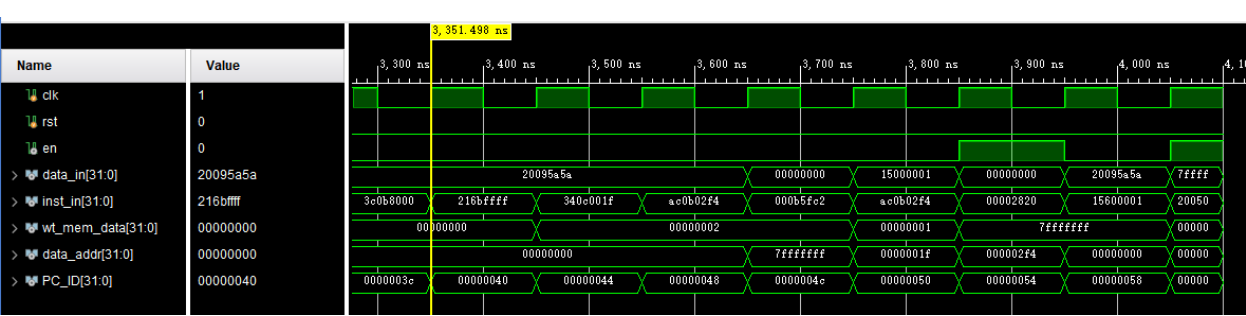 3,351.498 ns
Name Value
3,300 ns 3,400 ns 3,500 ns 3,600 ns 3,700 ns 3,800 ns 3,900 ns 4,000 ns 4,1
clk 1
rst 0
en 0
data_in[31:0] 20095a5a 20095a5a 00000000 15000001 00000000 20095a5a 7ffff
inst_in[31:0] 216bffff 3c0b8000 216bffff 340c001f ac0b02f4 000b5fc2 ac0b02f4 00002820 15600001 20050
wt_mem_data[31:0] 00000000 00000000 00000002 00000001 7fffffff 00000
data_addr[31:0] 00000000 00000000 7fffffff 0000001f 000002f4 00000000 00000
PC_ID[31:0] 00000040 0000003c 00000040 00000044 00000048 0000004c 00000050 00000054 00000058 00000